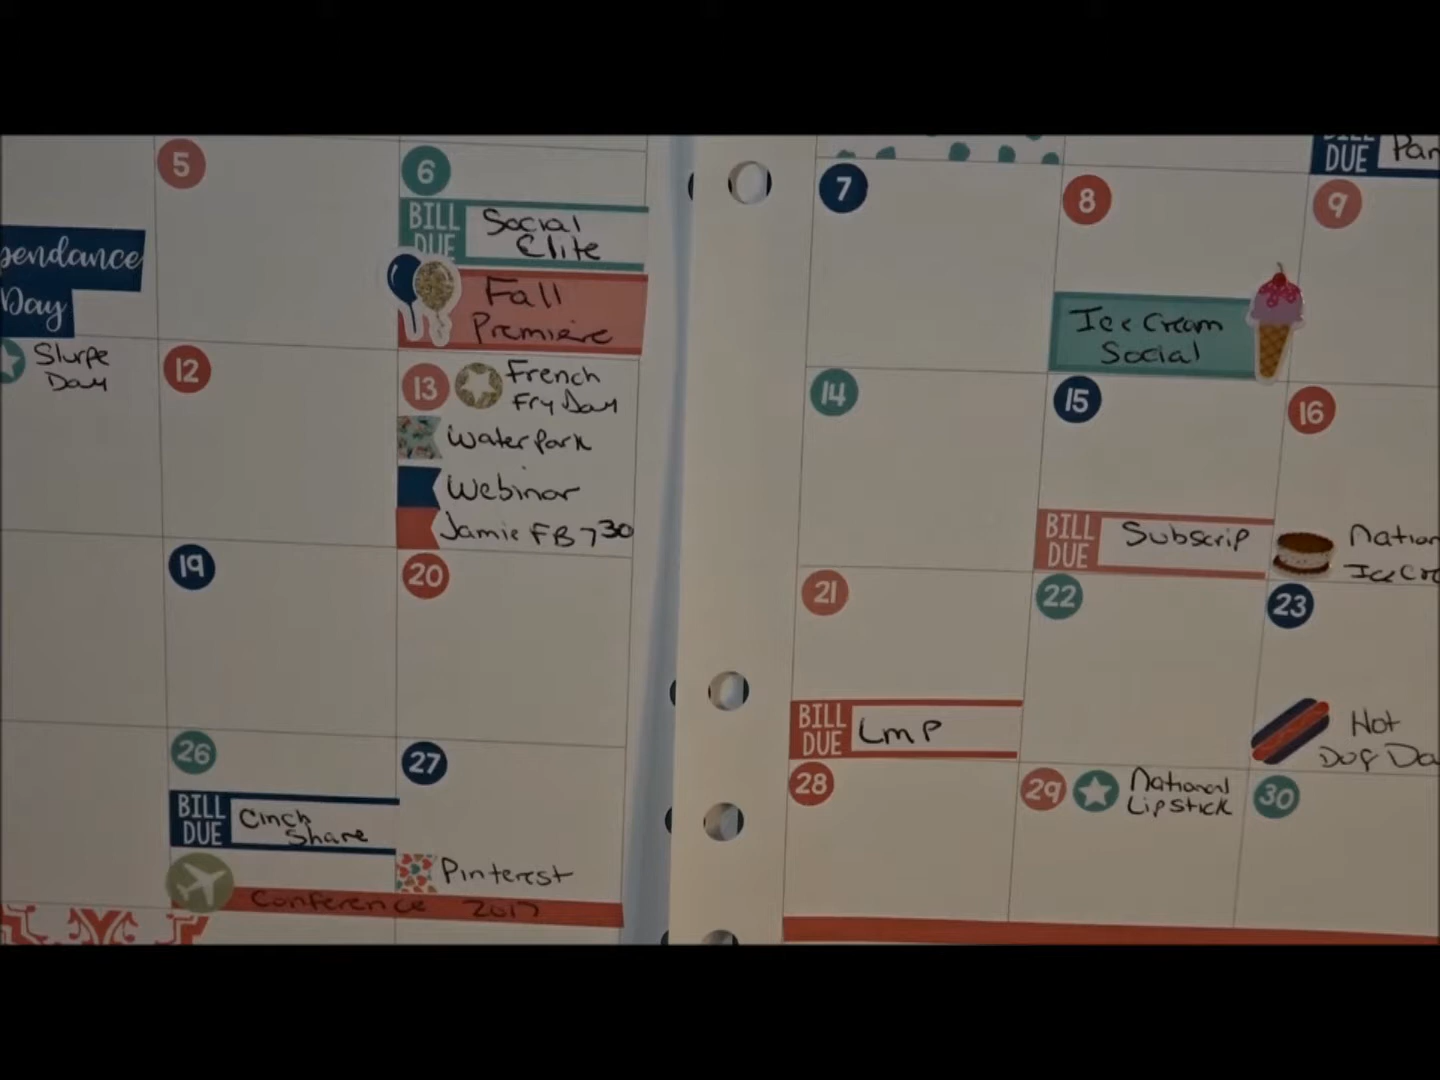 BILL
DUE
5
6
BILL
DUE
Social
Elite
Fall
Premiere
7
8
Ice Cream
Social
9
pendance
Day
Slurpe
Day
12
13
French
Fry Day
Waterpark
Webinar
Jamie FB 7 30
14
15
BILL
DUE
Subscrip
16
19
20
21
BILL
DUE
LMP
22
23
Hot
Dog Da
26
BILL
DUE
Cinch
Share
27
Pinterest
Conference 2017
28
29
National
Lipstick
30